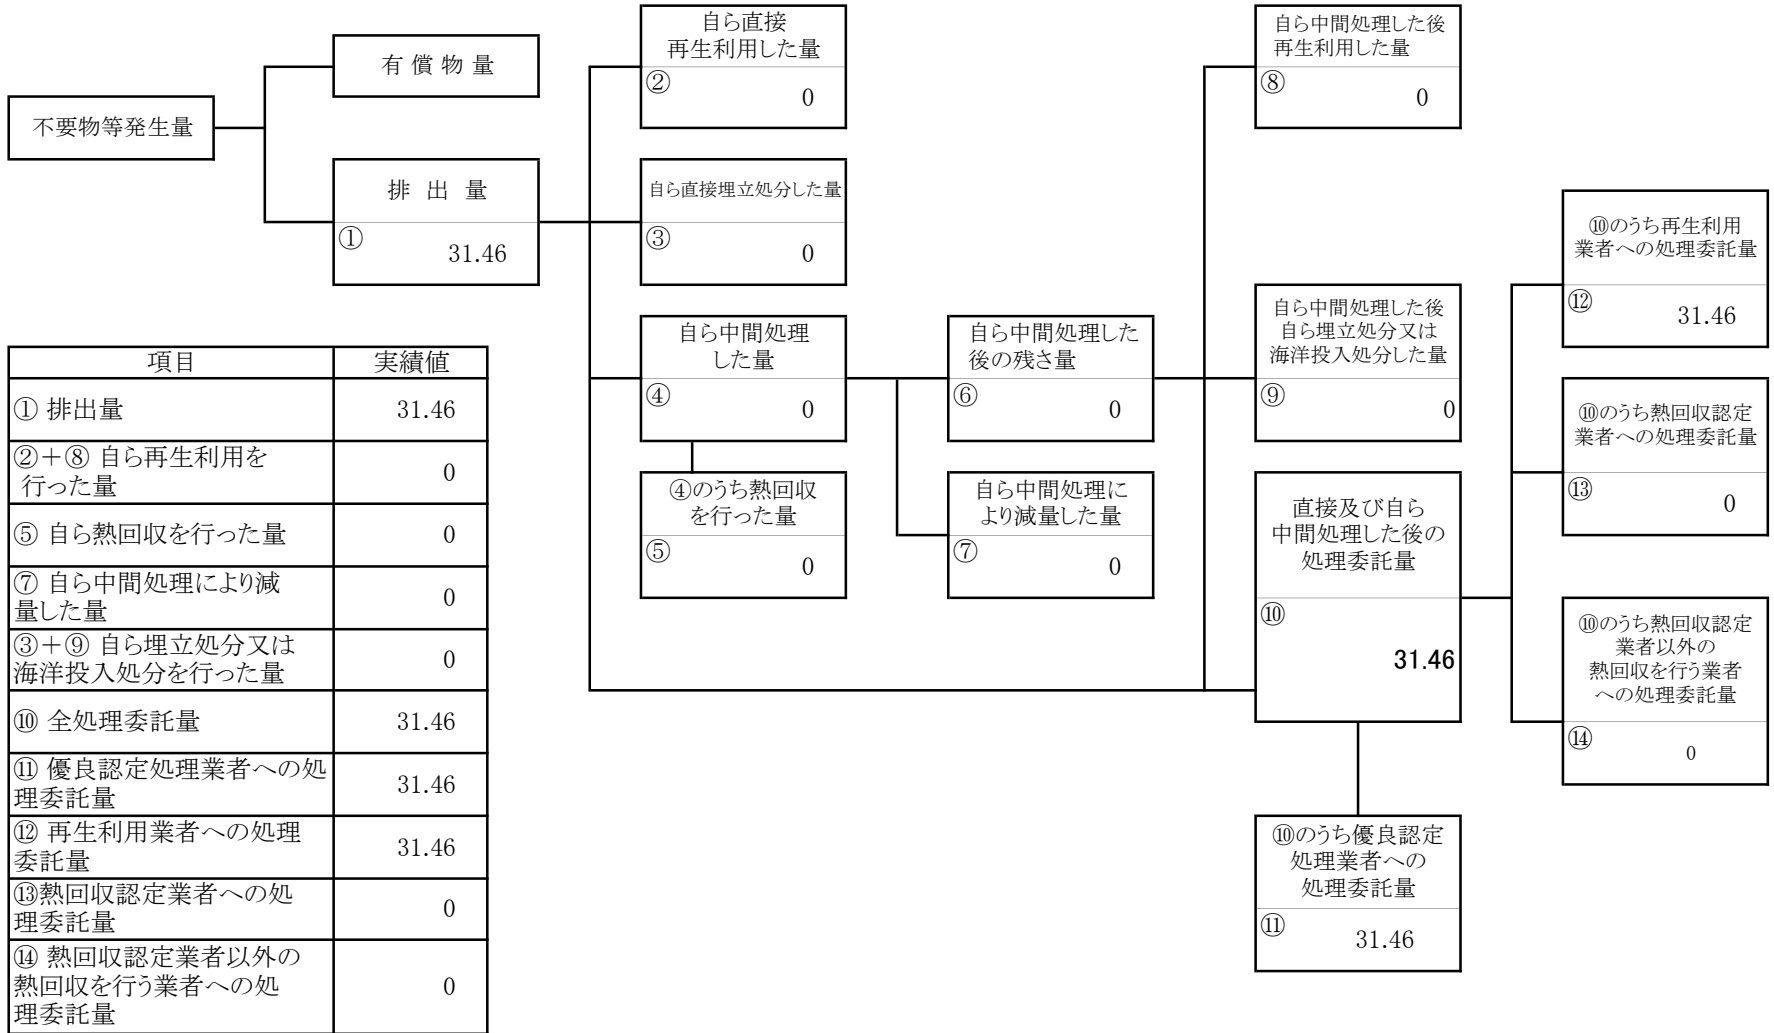 自ら直接
再生利用した量
②
0
自ら中間処理した後
再生利用した量
⑧
0
有 償 物 量
不要物等発生量
排 出 量
①
31.46
自ら直接埋立処分した量
③
0
⑩のうち再生利用
業者への処理委託量
⑫
31.46
自ら中間処理
した量
④
0
自ら中間処理した
後の残さ量
⑥
0
自ら中間処理した後
自ら埋立処分又は
海洋投入処分した量
⑨
0
⑩のうち熱回収認定
業者への処理委託量
⑬
0
④のうち熱回収
を行った量
⑤
0
自ら中間処理に
より減量した量
⑦
0
直接及び自ら
中間処理した後の
処理委託量
⑩
31.46
⑩のうち熱回収認定
業者以外の
熱回収を行う業者
への処理委託量
⑭
0
⑩のうち優良認定
処理業者への
処理委託量
⑪
31.46
項目 実績値
① 排出量 31.46
②＋⑧ 自ら再生利用を
行った量 0
⑤ 自ら熱回収を行った量 0
⑦ 自ら中間処理により減
量した量 0
③＋⑨ 自ら埋立処分又は
海洋投入処分を行った量 0
⑩ 全処理委託量 31.46
⑪ 優良認定処理業者への処
理委託量 31.46
⑫ 再生利用業者への処理
委託量 31.46
⑬熱回収認定業者への処
理委託量 0
⑭ 熱回収認定業者以外の
熱回収を行う業者への処
理委託量 0